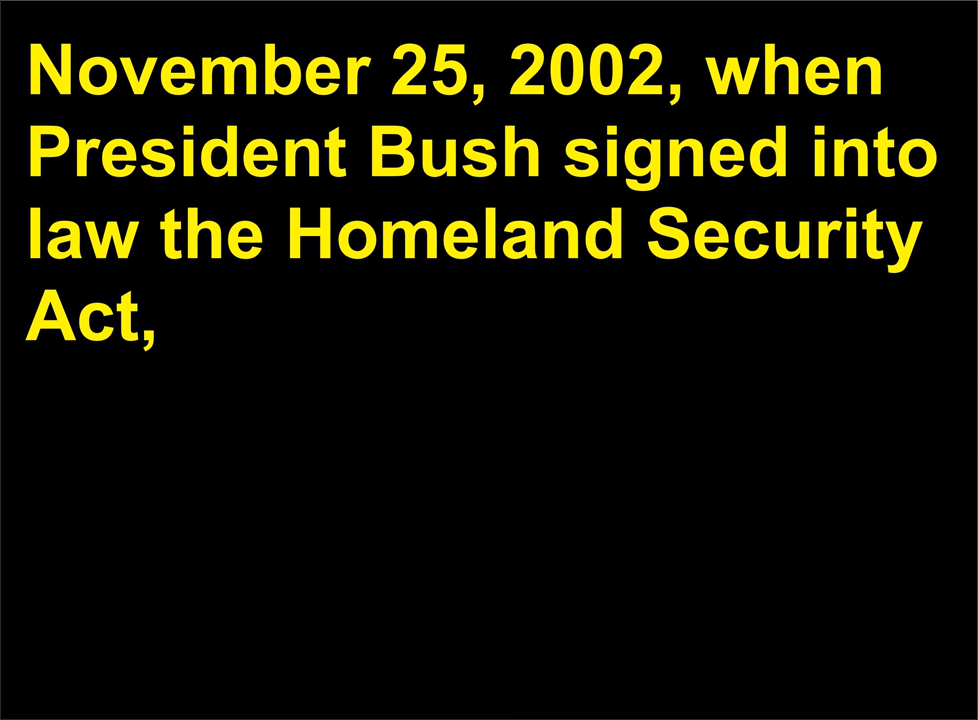 November 25, 2002, when
President Bush signed into
law the Homeland Security
Act,